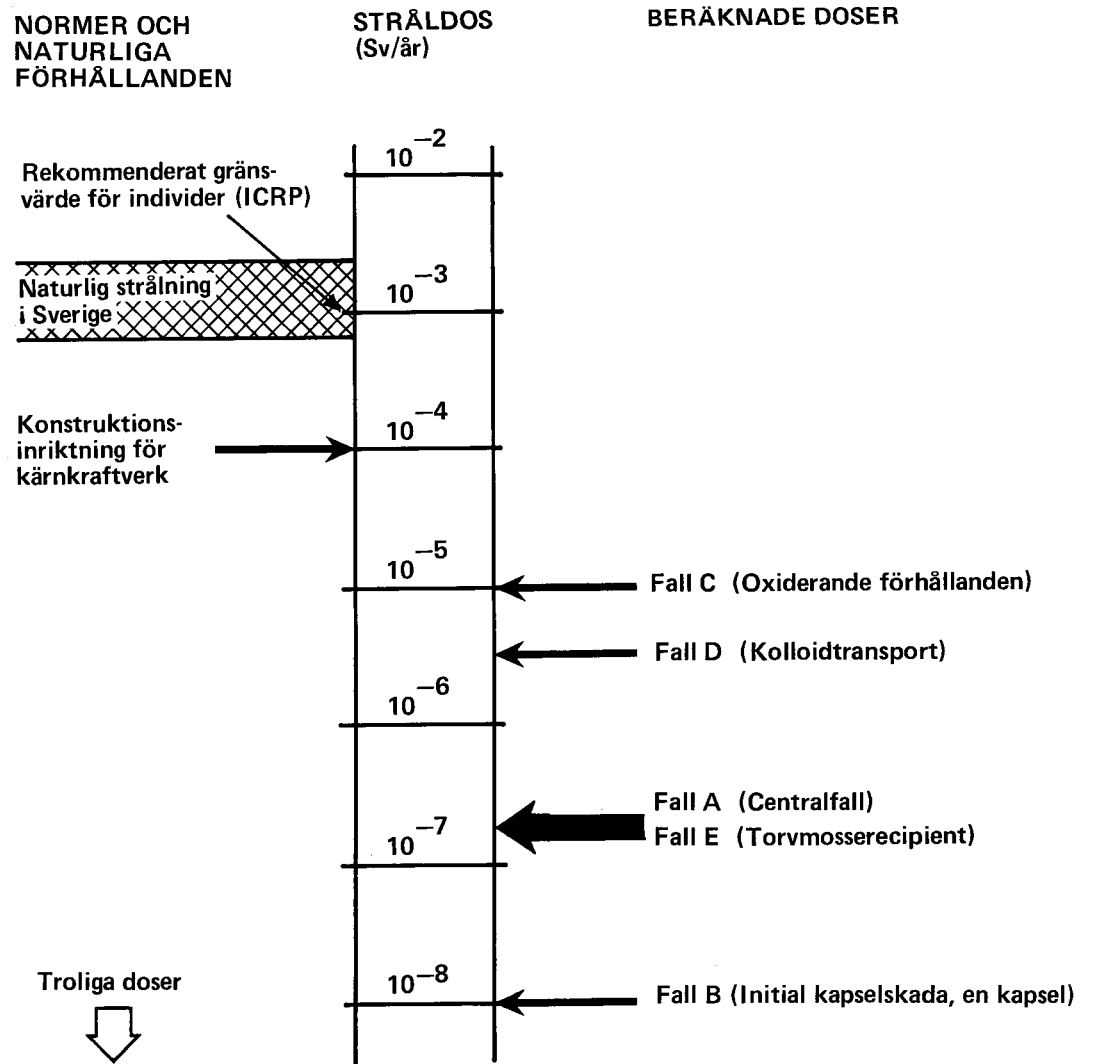 NORMER OCH
NATURLIGA
FÖRHÅLLANDEN
STRÅLDOS
(Sv/år)
BERÄKNADE DOSER
10⁻²
Rekommenderat gräns-
värde för individer (ICRP)
10⁻³
Naturlig strålning
i Sverige
10⁻⁴
Konstruktions-
inriktning för
kärnkraftverk
10⁻⁵
Fall C (Oxiderande förhållanden)
Fall D (Kolloidtransport)
10⁻⁶
Fall A (Centralfall)
10⁻⁷
Fall E (Torvmosserecipient)
Troliga doser
10⁻⁸
Fall B (Initial kapselskada, en kapsel)